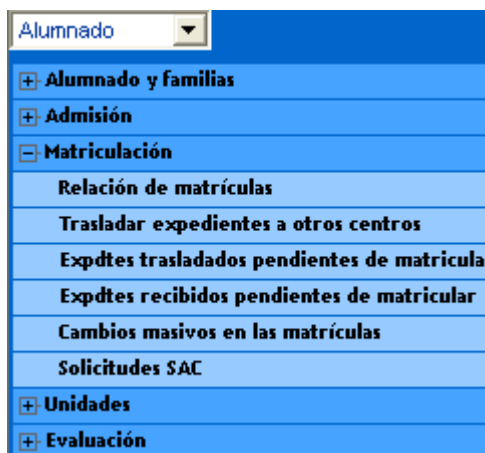 Alumnado
Alumnado y familias
Admisión
Matriculación
Relación de matrículas
Trasladar expedientes a otros centros
Expdtes trasladados pendientes de matricula
Expdtes recibidos pendientes de matricular
Cambios masivos en las matrículas
Solicitudes SAC
Unidades
Evaluación